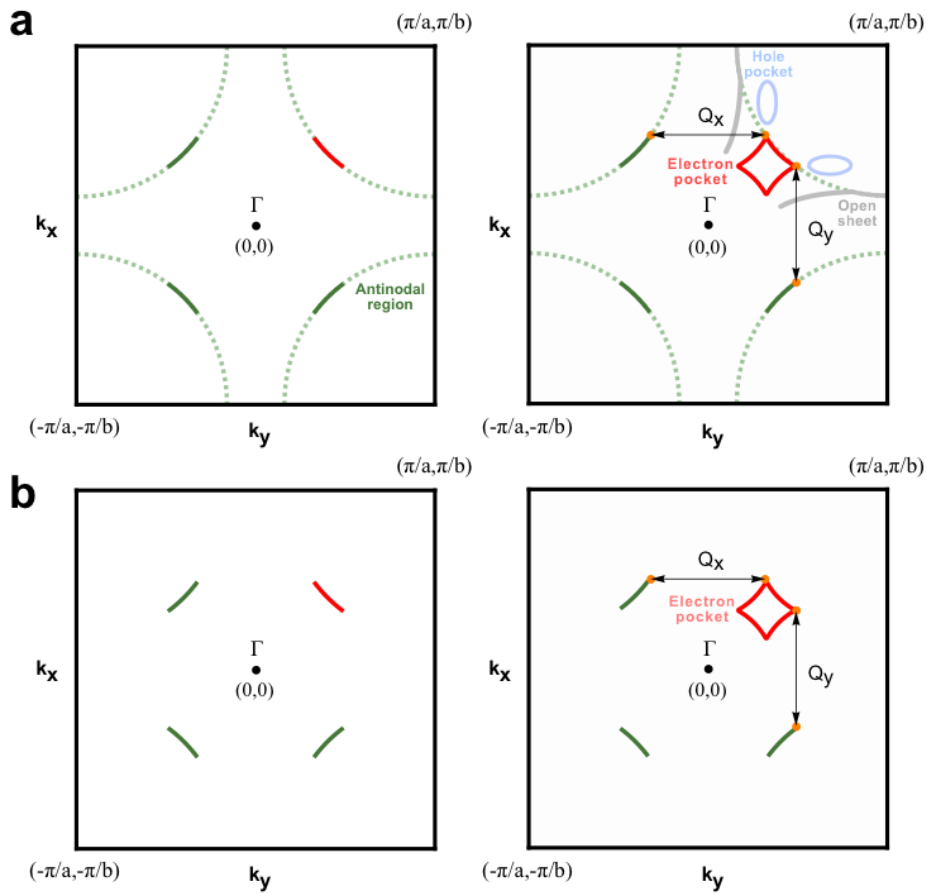 a
(π/a,π/b)
Γ
(0,0)
kx
Antinodal
region
(-π/a,-π/b)
ky
(π/a,π/b)
Hole
pocket
Qx
Electron
pocket
Γ
(0,0)
kx
Open
sheet
Qy
(-π/a,-π/b)
ky
b
(π/a,π/b)
Γ
(0,0)
kx
(-π/a,-π/b)
ky
(π/a,π/b)
Qx
Electron
pocket
Γ
(0,0)
kx
Qy
(-π/a,-π/b)
ky